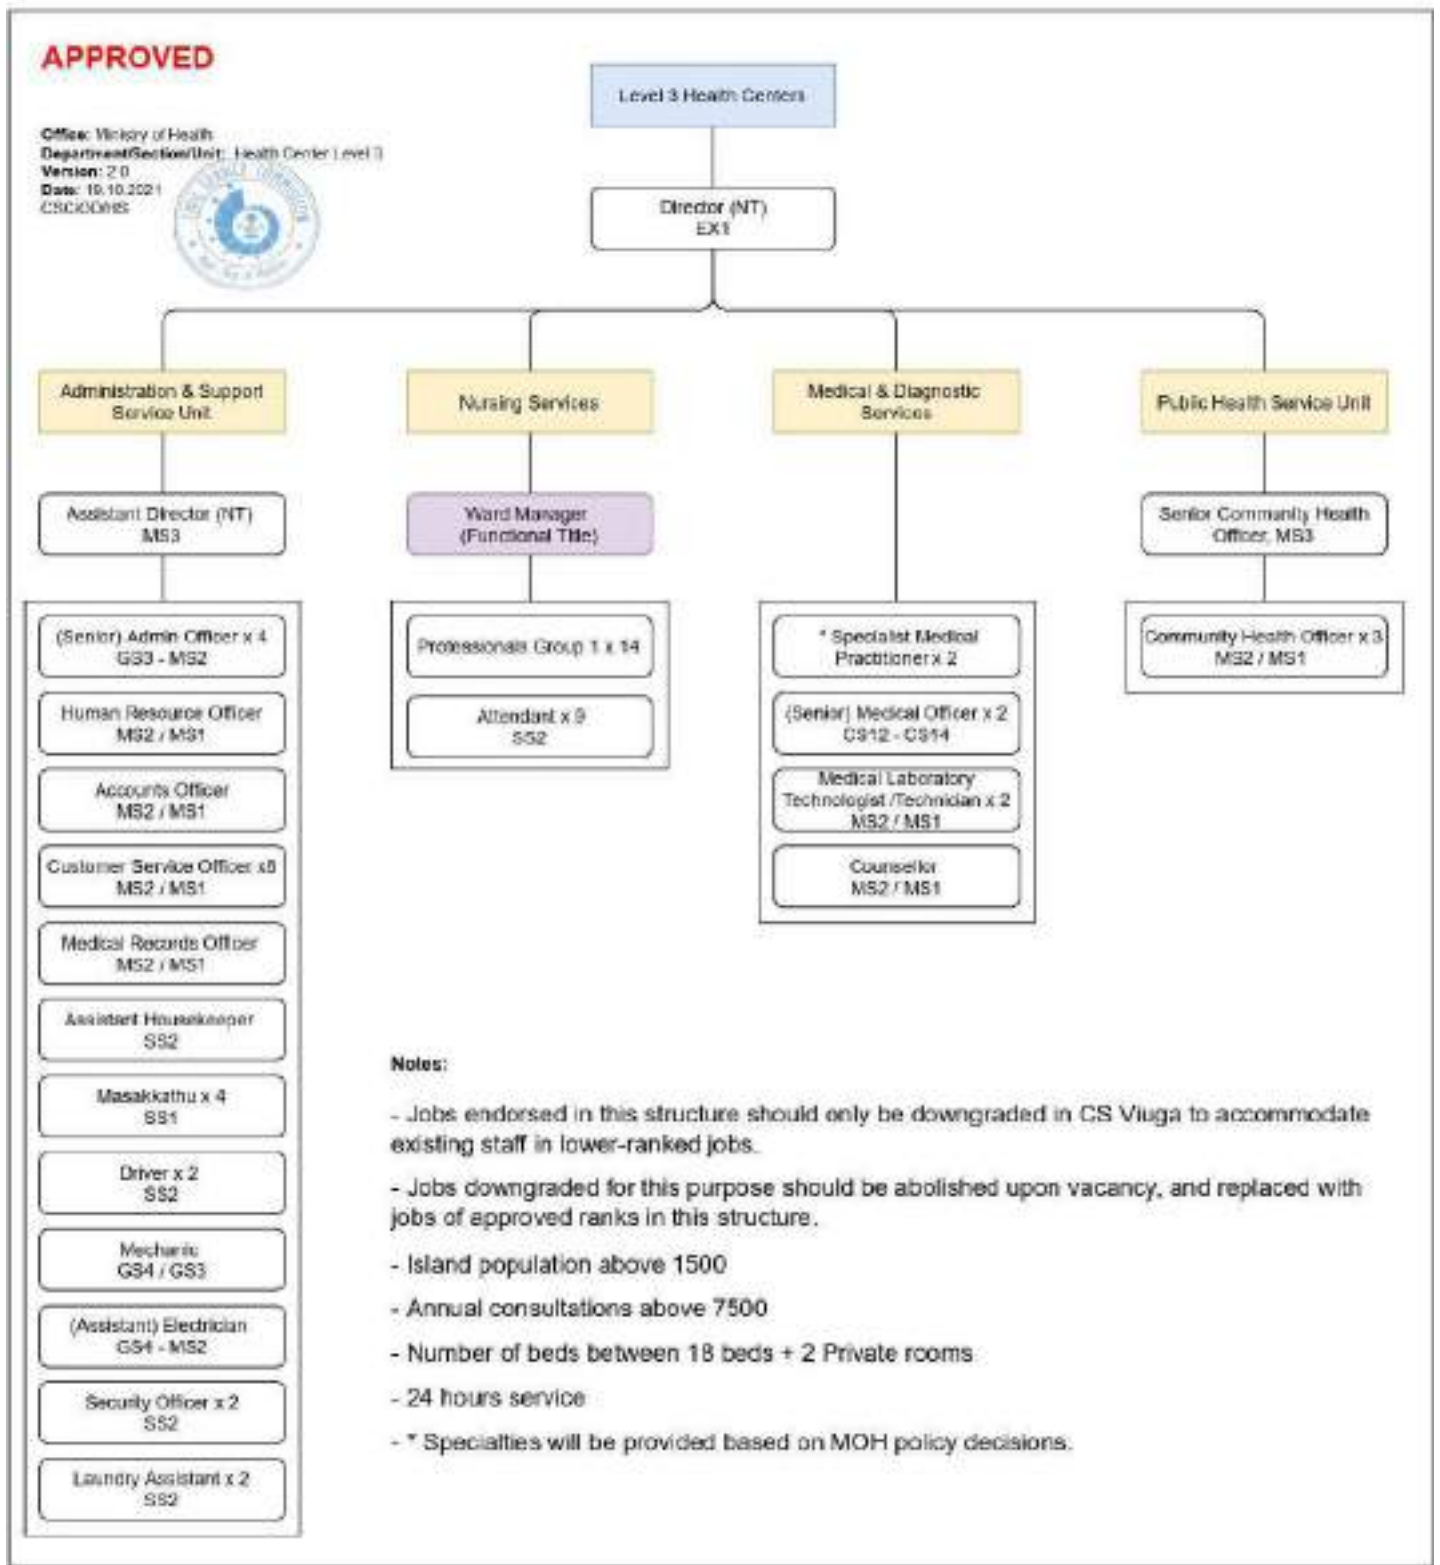 APPROVED
Office: Ministry of Health
Department/Section/Unit: Health Center Level 3
Version: 2.0
Date: 19.10.2021
CIVIL SERVICE COMMISSION
Level 3 Health Centers
Director (NT)
EX1
Administration & Support
Service Unit
Assistant Director (NT)
MS3
(Senior) Admin Officer x 4
GS3 - MS2
Human Resource Officer
MS2 / MS1
Accounts Officer
MS2 / MS1
Customer Service Officer x8
MS2 / MS1
Medical Records Officer
MS2 / MS1
Assistant Housekeeper
SS2
Masakkathu x 4
SS1
Driver x 2
SS2
Mechanic
GS4 / GS3
(Assistant) Electrician
GS4 - MS2
Security Officer x 2
SS2
Laundry Assistant x 2
SS2
Nursing Services
Ward Manager
(Functional Title)
Professionals Group 1 x 14
Attendant x 9
SS2
Medical & Diagnostic
Services
* Specialist Medical
Practitioner x 2
(Senior) Medical Officer x 2
CS12 - CS14
Medical Laboratory
Technologist /Technician x 2
MS2 / MS1
Counsellor
MS2 / MS1
Public Health Service Unit
Senior Community Health
Officer, MS3
Community Health Officer x 3
MS2 / MS1
Notes:
- Jobs endorsed in this structure should only be downgraded in CS Viuga to accommodate
existing staff in lower-ranked jobs.
- Jobs downgraded for this purpose should be abolished upon vacancy, and replaced with
jobs of approved ranks in this structure.
- Island population above 1500
- Annual consultations above 7500
- Number of beds between 18 beds + 2 Private rooms
- 24 hours service
- * Specialties will be provided based on MOH policy decisions.